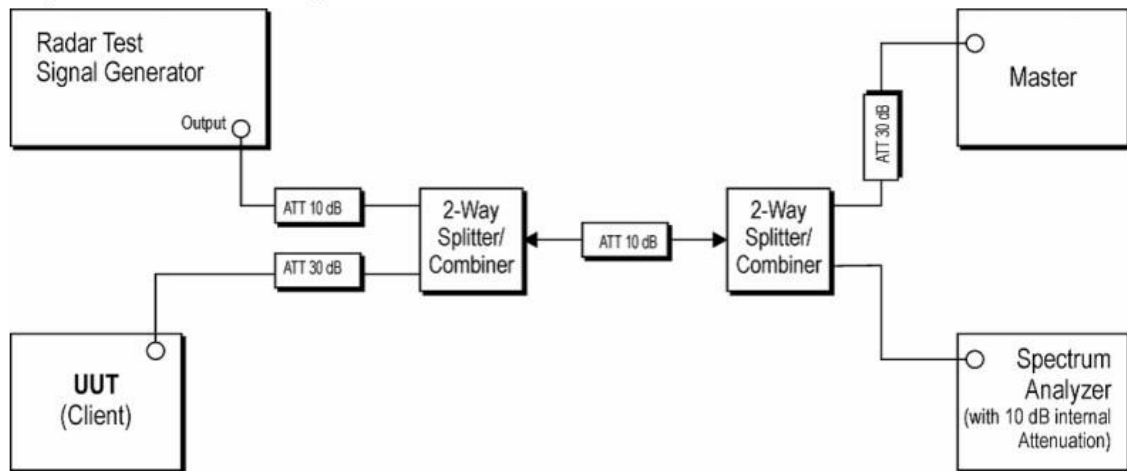 Radar Test
Signal Generator
Output
ATT 10 dB
ATT 30 dB
UUT
(Client)
2-Way
Splitter/
Combiner
ATT 10 dB
2-Way
Splitter/
Combiner
ATT 30 dB
Master
Spectrum
Analyzer
(with 10 dB internal
Attenuation)